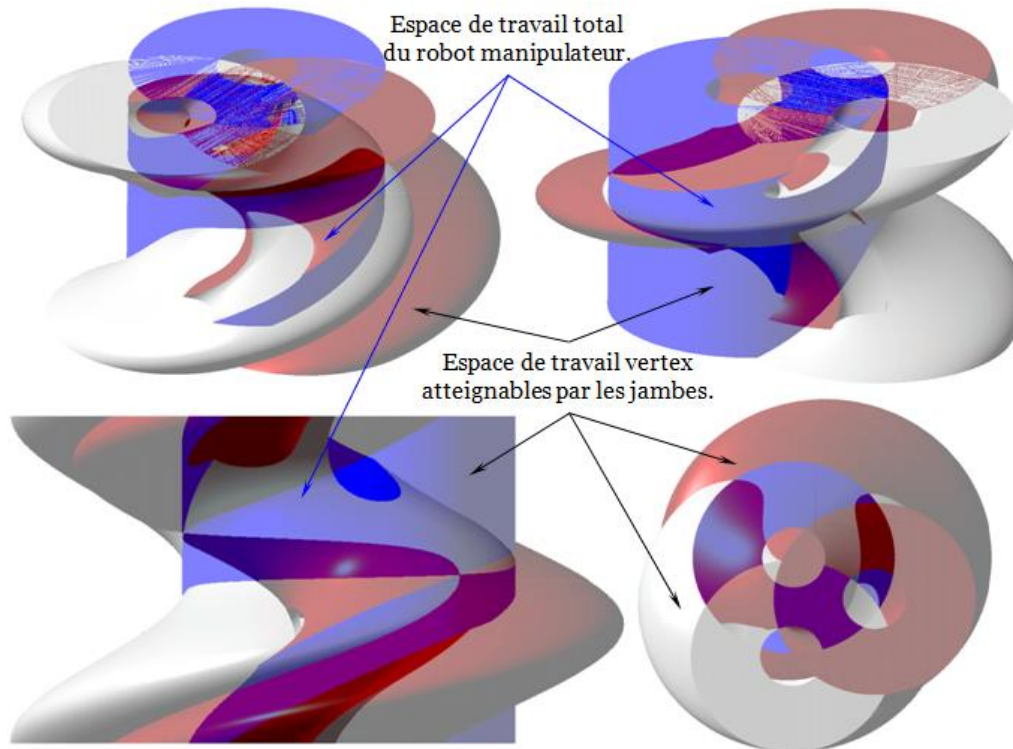 Espace de travail total
du robot manipulateur.
Espace de travail vertex
atteignables par les jambes.